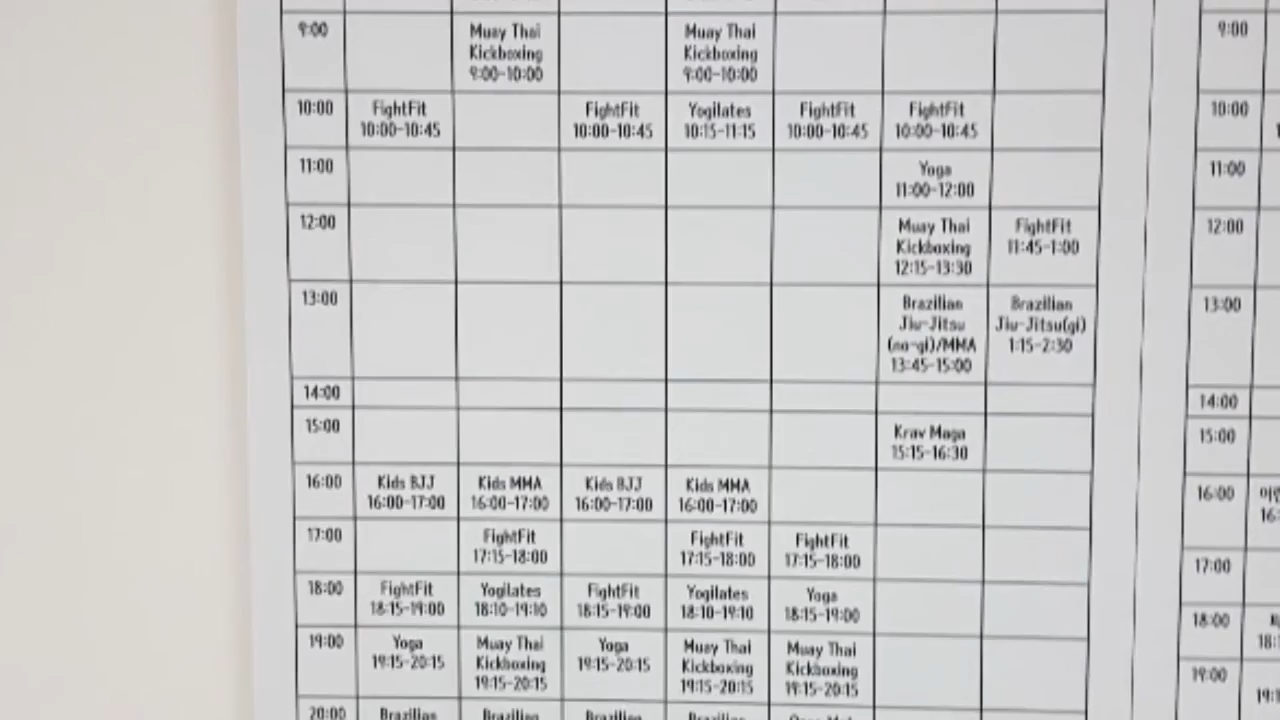 9:00
Muay Thai
Kickboxing
9:00-10:00
Muay Thai
Kickboxing
9:00-10:00
10:00
FightFit
10:00-10:45
FightFit
10:00-10:45
Yogilates
10:15-11:15
FightFit
10:00-10:45
FightFit
10:00-10:45
11:00
Yoga
11:00-12:00
12:00
Muay Thai
Kickboxing
12:15-13:30
FightFit
11:45-1:00
13:00
Brazilian
Jiu-Jitsu
(no-gi)/MMA
13:45-15:00
Brazilian
Jiu-Jitsu(gi)
1:15-2:30
14:00
15:00
Krav Maga
15:15-16:30
16:00
Kids BJJ
16:00-17:00
Kids MMA
16:00-17:00
Kids BJJ
16:00-17:00
Kids MMA
16:00-17:00
17:00
FightFit
17:15-18:00
FightFit
17:15-18:00
FightFit
17:15-18:00
18:00
FightFit
18:15-19:00
Yogilates
18:10-19:10
FightFit
18:15-19:00
Yogilates
18:10-19:10
Yoga
18:15-19:00
19:00
Yoga
19:15-20:15
Muay Thai
Kickboxing
19:15-20:15
Yoga
19:15-20:15
Muay Thai
Kickboxing
19:15-20:15
Muay Thai
Kickboxing
19:15-20:15
20:00
Brazilian
Brazilian
Brazilian
Brazilian
9:00
10:00
11:00
12:00
13:00
14:00
15:00
16:00
17:00
18:00
19:00